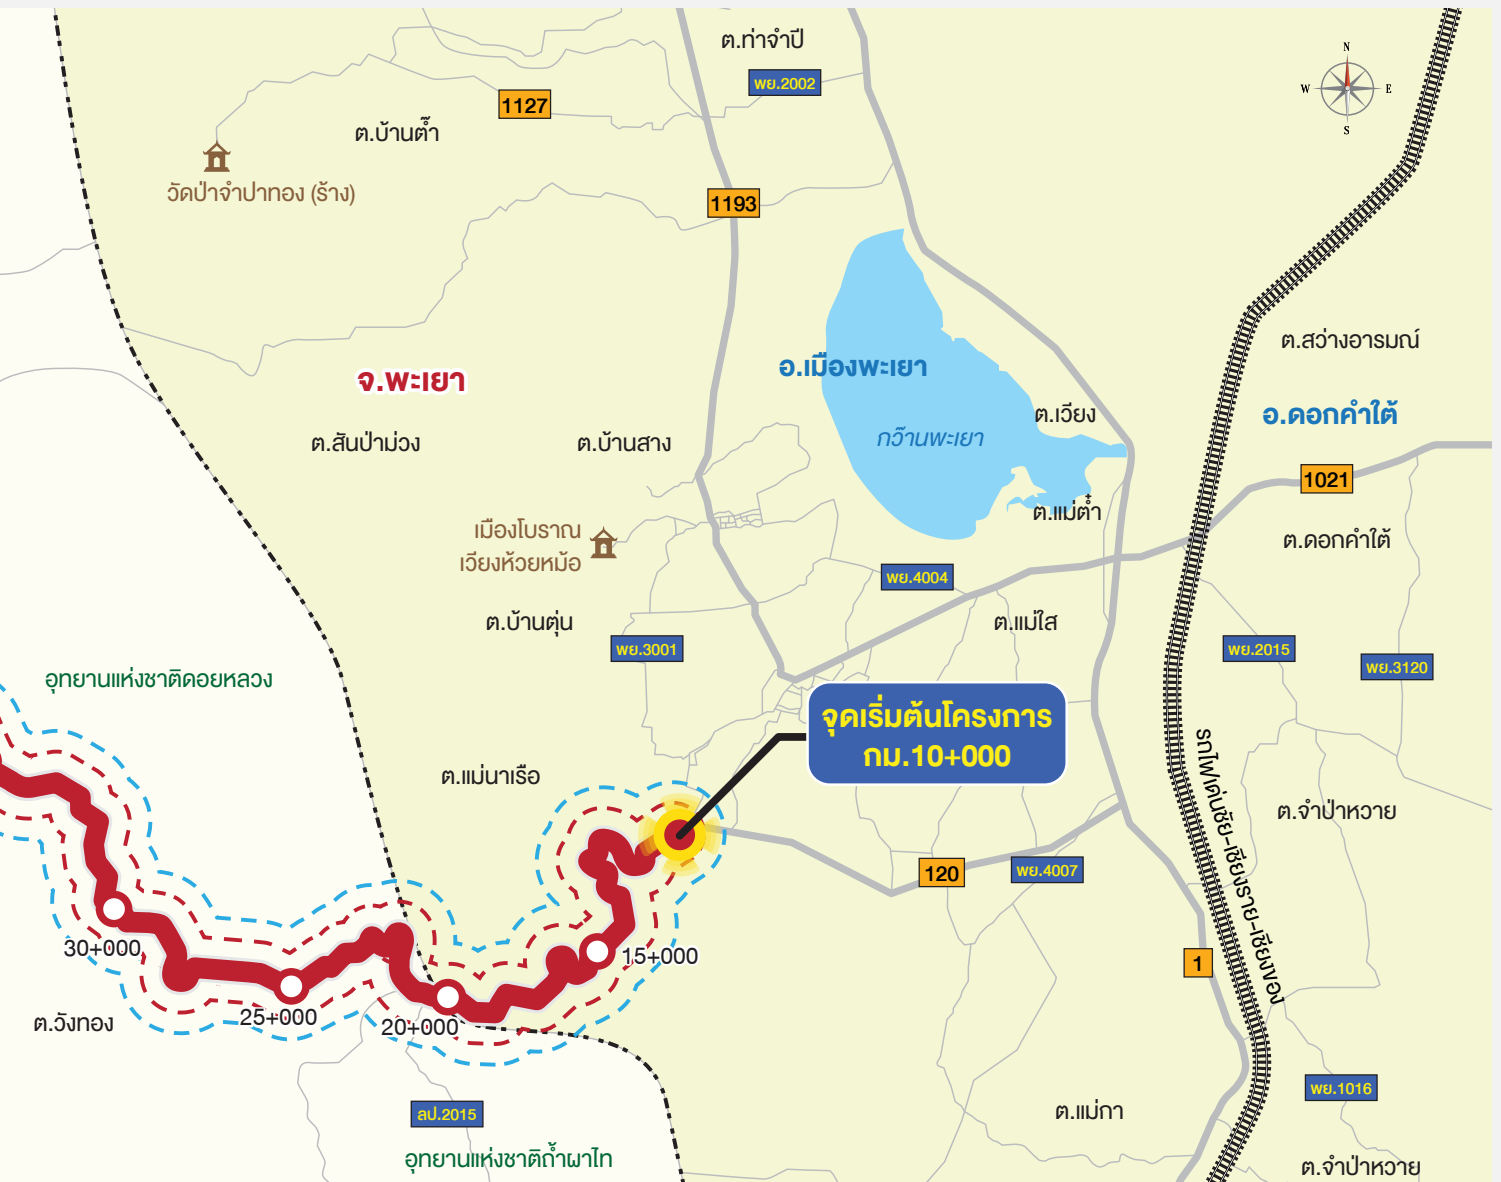 ต.ท่าจำปี
N
พย.2002
W
E
S
1127
ต.บ้านต๊ำ
วัดป่าจำปาทอง (ร้าง)
1193
ต.สว่างอารมณ์
จ.พะเยา
อ.เมืองพะเยา
ต.เวียง
อ.ดอกคำใต้
ต.สันป่าม่วง
ต.บ้านสาง
กว๊านพะเยา
1021
เมืองโบราณ
เวียงห้วยหม้อ
ต.แม่ต๋ำ
ต.ดอกคำใต้
พย.4004
ต.บ้านตุ่น
ต.แม่ใส
พย.3001
พย.2015
พย.3120
อุทยานแห่งชาติดอยหลวง
จุดเริ่มต้นโครงการ
กม.10+000
ต.แม่นาเรือ
รถไฟเด่นชัย-เชียงราย-เชียงของ
ต.จำป่าหวาย
120
พย.4007
30+000
15+000
1
25+000
20+000
ต.วังทอง
ลป.2015
พย.1016
ต.แม่กา
อุทยานแห่งชาติถ้ำผาไท
ต.จำป่าหวาย